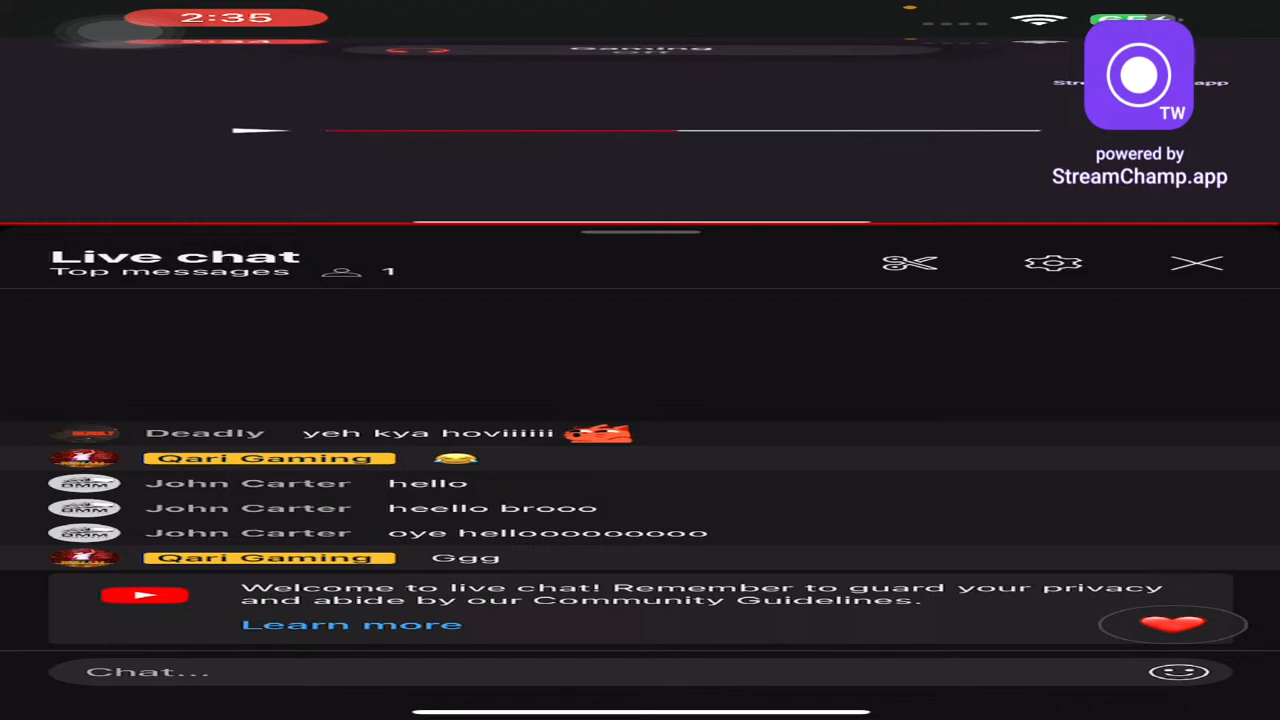 2:35
Gaming
TW
powered by
StreamChamp.app
Live chat
Top messages 1
Deadly yeh kya hoviiiiii
Qari Gaming 😂
John Carter hello
John Carter heello brooo
John Carter oye hellooooooooo
Qari Gaming Ggg
Welcome to live chat! Remember to guard your privacy
and abide by our Community Guidelines.
Learn more
Chat...